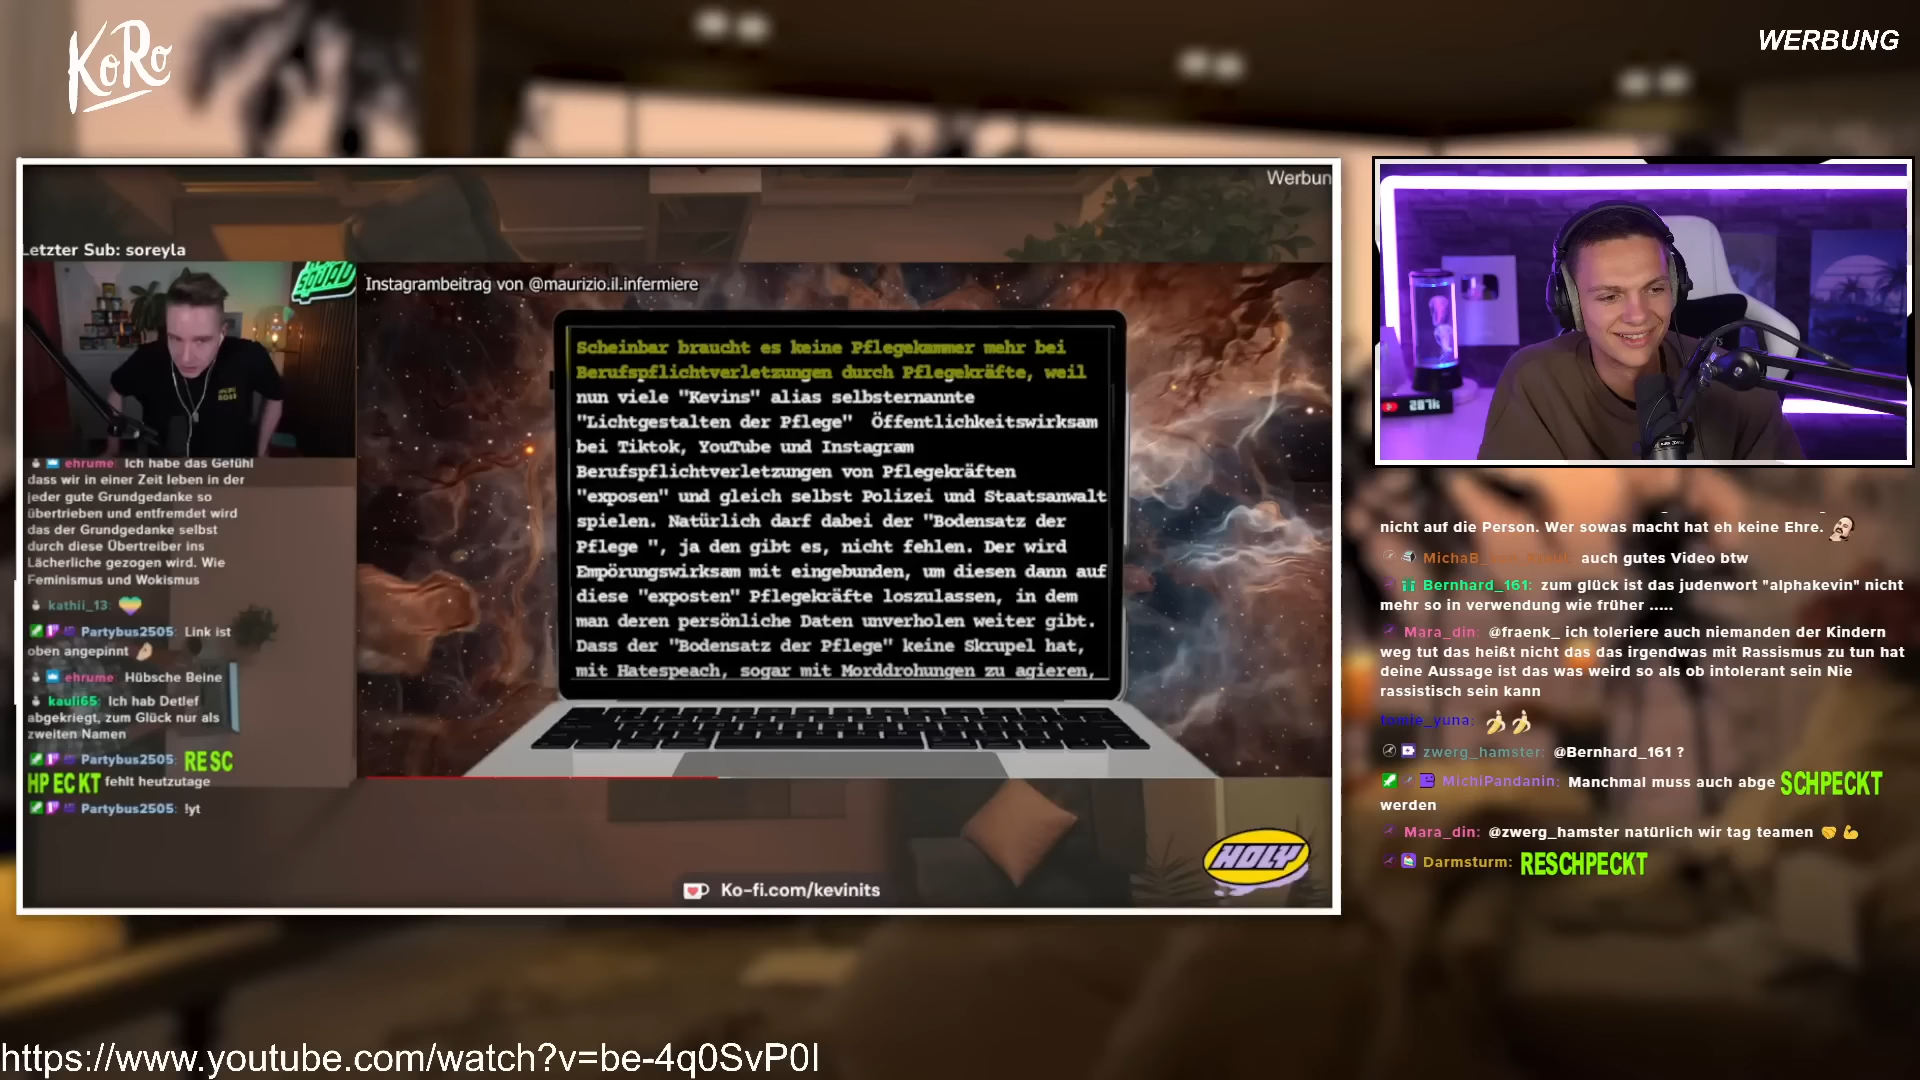 KoRo
WERBUNG
Werbun
Letzter Sub: soreyla
SQUAD
Instagrambeitrag von @maurizio.il.infermiere
Scheinbar braucht es keine Pflegekammer mehr bei
Berufspflichtverletzungen durch Pflegekräfte, weil
nun viele "Kevins" alias selbsternannte
"Lichtgestalten der Pflege"  Öffentlichkeitswirksam
bei Tiktok, YouTube und Instagram
Berufspflichtverletzungen von Pflegekräften
"exposen" und gleich selbst Polizei und Staatsanwalt
spielen. Natürlich darf dabei der "Bodensatz der
Pflege ", ja den gibt es, nicht fehlen. Der wird
Empörungswirksam mit eingebunden, um diesen dann auf
diese "exposten" Pflegekräfte loszulassen, in dem
man deren persönliche Daten unverholen weiter gibt.
Dass der "Bodensatz der Pflege" keine Skrupel hat,
mit Hatespeach, sogar mit Morddrohungen zu agieren,
ehrume: Ich habe das Gefühl
dass wir in einer Zeit leben in der
jeder gute Grundgedanke so
übertrieben und entfremdet wird
das der Grundgedanke selbst
durch diese Übertreiber ins
Lächerliche gezogen wird. Wie
Feminismus und Wokismus
kathii_13:
Partybus2505: Link ist
oben angepinnt
ehrume: Hübsche Beine
kauli65: Ich hab Detlef
abgekriegt, zum Glück nur als
zweiten Namen
Partybus2505: RESC
HPECKT fehlt heutzutage
Partybus2505: !yt
HOLY
Ko-fi.com/kevinits
287k
nicht auf die Person. Wer sowas macht hat eh keine Ehre.
auch gutes Video btw
Bernhard_161: zum glück ist das judenwort "alphakevin" nicht
mehr so in verwendung wie früher .....
Mara_din: @fraenk_ ich toleriere auch niemanden der Kindern
weg tut das heißt nicht das das irgendwas mit Rassismus zu tun hat
deine Aussage ist das was weird so als ob intolerant sein Nie
rassistisch sein kann
tomie_yuna:
zwerg_hamster: @Bernhard_161 ?
MichiPandanin: Manchmal muss auch abge SCHPECKT
werden
Mara_din: @zwerg_hamster natürlich wir tag teamen
Darmsturm: RESCHPECKT
https://www.youtube.com/watch?v=be-4q0SvP0I